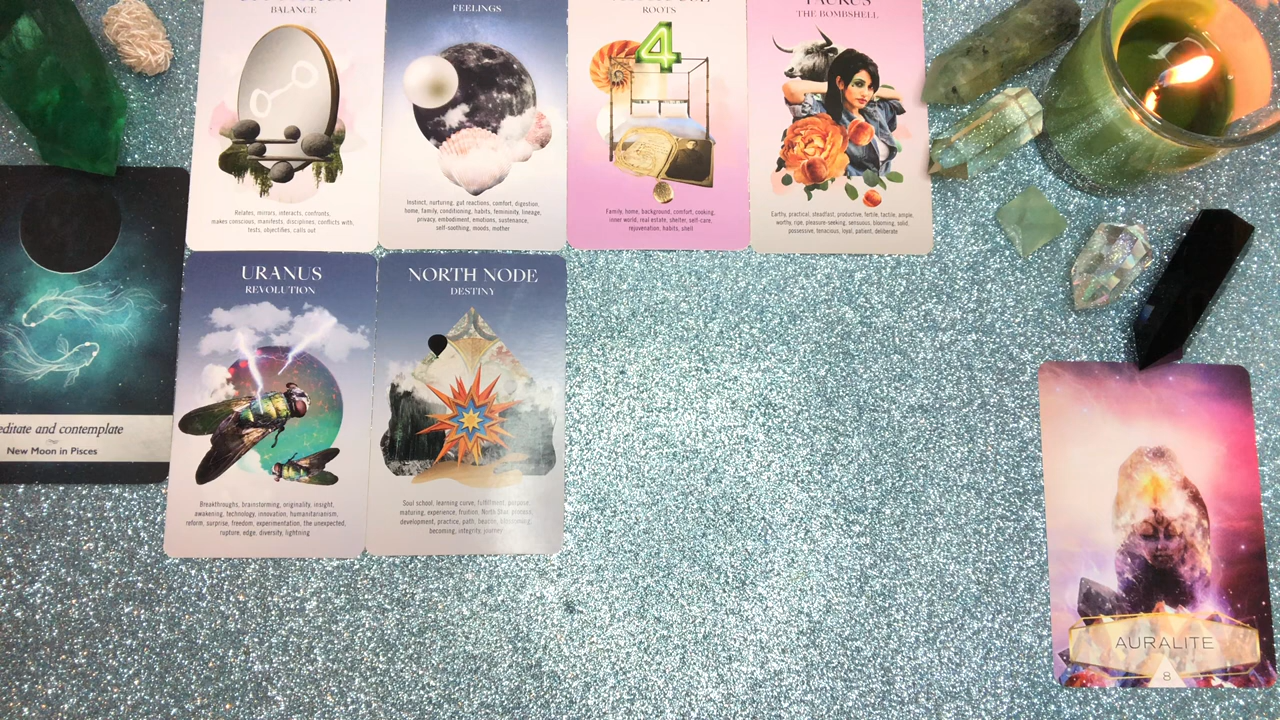 BALANCE
Relates, mirrors, interacts, confronts,
makes conscious, manifests, disciplines, conflicts with,
tests, objectifies, calls out
FEELINGS
Instinct, nurturing, gut reactions, comfort, digestion,
home, family, conditioning, habits, femininity, lineage,
privacy, embodiment, emotions, sustenance,
self-soothing, moods, mother
ROOTS
4
Family, home, background, comfort, cooking,
inner world, real estate, shelter, self-care,
rejuvenation, habits, shell
TAURUS
THE BOMBSHELL
Earthy, practical, steadfast, productive, fertile, tactile, ample,
worthy, ripe, pleasure-seeking, sensuous, blooming, solid,
possessive, tenacious, loyal, patient, deliberate
editate and contemplate
New Moon in Pisces
URANUS
REVOLUTION
Breakthroughs, brainstorming, originality, insight,
awakening, technology, innovation, humanitarianism,
reform, surprise, freedom, experimentation, the unexpected,
rupture, edge, diversity, lightning
NORTH NODE
DESTINY
Soul school, learning curve, fulfillment, purpose,
maturing, experience, fruition, North Star, process,
development, practice, path, beacon,
becoming, integrity, journey
AURALITE
8